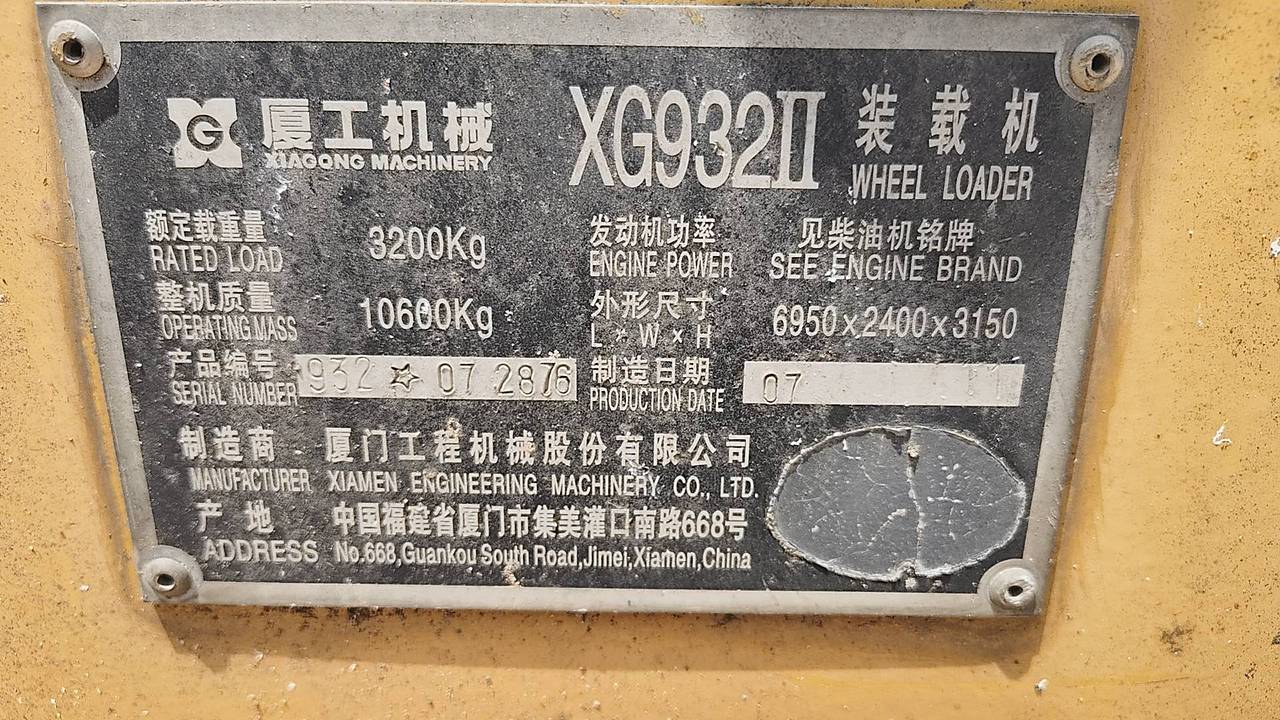 G 厦工机械 XIAGONG MACHINERY
XG932II 装载机 WHEEL LOADER
额定载重量 RATED LOAD 3200Kg
发动机功率 ENGINE POWER 见柴油机铭牌 SEE ENGINE BRAND
整机质量 OPERATING MASS 10600Kg
外形尺寸 L×W×H 6950×2400×3150
产品编号 SERIAL NUMBER 932☆072876
制造日期 PRODUCTION DATE 07 11
制造商 厦门工程机械股份有限公司
MANUFACTURER XIAMEN ENGINEERING MACHINERY CO., LTD.
产地 中国福建省厦门市集美灌口南路668号
ADDRESS No.668,Guankou South Road,Jimei,Xiamen,China